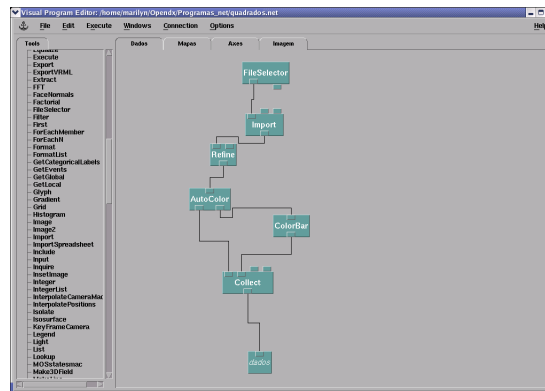 Visual Program Editor: /home/marilyn/Opendx/Programas_net/quadrados.net
File Edit Execute Windows Connection Options Help
Tools
Dados Mapas Axes Imagem
Equalize
Execute
Export
ExportVRML
Extract
FFT
FaceNormals
Factorial
FileSelector
Filter
First
ForEachMember
ForEachN
Format
FormatList
GetCategoricalLabels
GetEvents
GetGlobal
GetLocal
Glyph
Gradient
Grid
Histogram
Image
Image2
Import
ImportSpreadsheet
Include
Input
Inquire
InsetImage
Integer
IntegerList
InterpolateCameraMac
InterpolatePositions
Isolate
Isosurface
KeyFrameCamera
Legend
Light
List
Lookup
MOSstatesmac
Make3DField
FileSelector
Import
Refine
AutoColor
ColorBar
Collect
dados